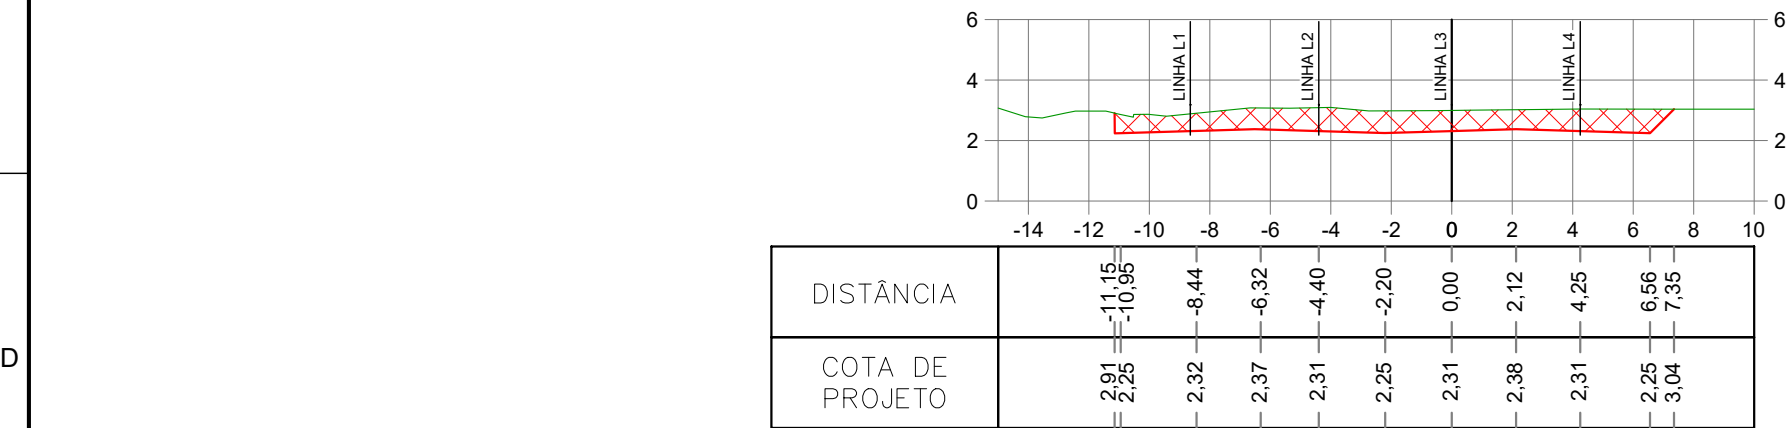 6 6
LINHA L1 LINHA L2 LINHA L3 LINHA L4
4 4
2 2
0 0
-14 -12 -10 -8 -6 -4 -2 0 2 4 6 8 10
DISTÂNCIA -11,15 -10,95 -8,44 -6,32 -4,40 -2,20 0,00 2,12 4,25 6,56 7,35
D
COTA DE
PROJETO 2,91 2,25 2,32 2,37 2,31 2,25 2,31 2,38 2,31 2,25 3,04